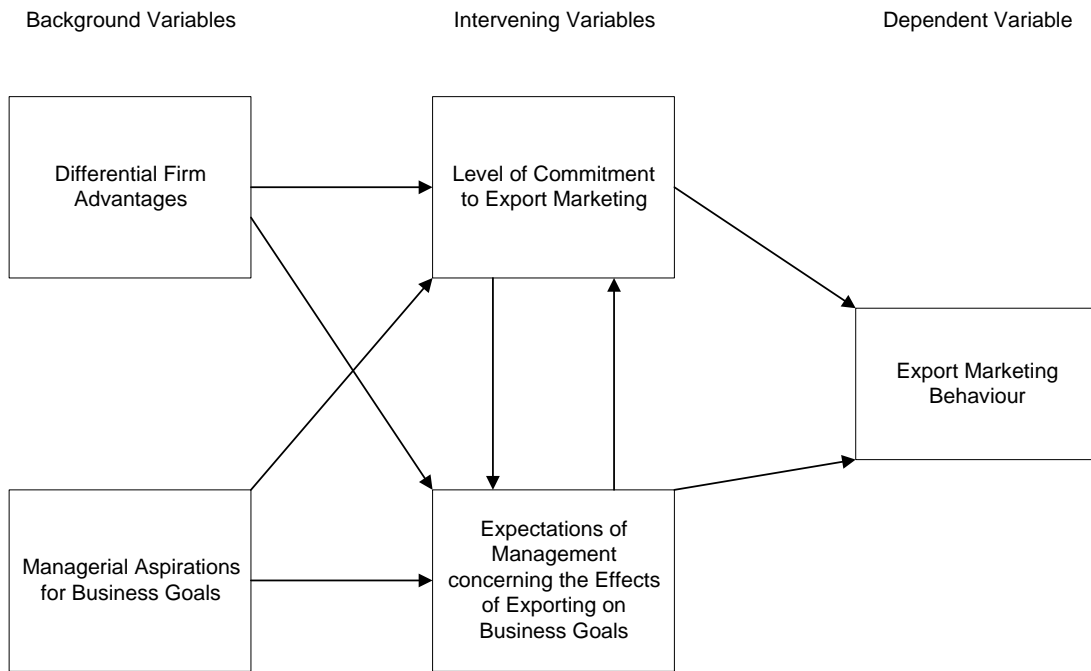 Background Variables
Intervening Variables
Dependent Variable
Differential Firm
Advantages
Level of Commitment
to Export Marketing
Export Marketing
Behaviour
Managerial Aspirations
for Business Goals
Expectations of
Management
concerning the Effects
of Exporting on
Business Goals